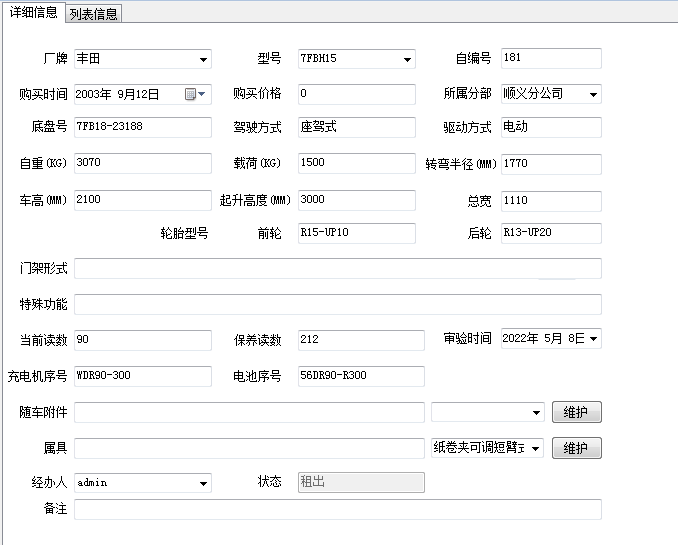 详细信息 列表信息
厂牌 丰田 型号 7FBH15 自编号 181
购买时间 2003年 9月12日 购买价格 0 所属分部 顺义分公司
底盘号 7FB18-23188 驾驶方式 座驾式 驱动方式 电动
自重(KG) 3070 载荷(KG) 1500 转弯半径(MM) 1770
车高(MM) 2100 起升高度(MM) 3000 总宽 1110
轮胎型号 前轮 R15-UP10 后轮 R13-UP20
门架形式
特殊功能
当前读数 90 保养读数 212 审验时间 2022年 5月 8日
充电机序号 WDR90-300 电池序号 56DR90-R300
随车附件 维护
属具 纸卷夹可调短臂式 维护
经办人 admin 状态 租出
备注